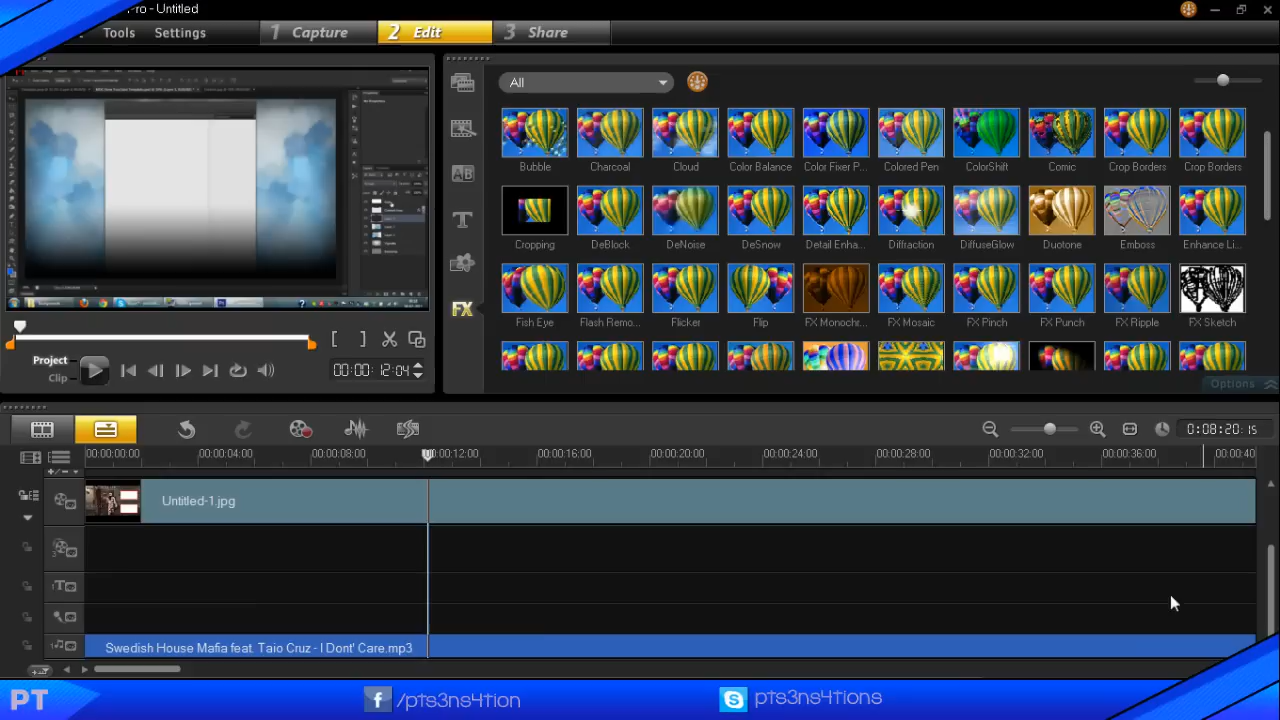 Pro - Untitled
Tools Settings 1 Capture 2 Edit 3 Share
All
Bubble Charcoal Cloud Color Balance Color Fixer P... Colored Pen ColorShift Comic Crop Borders Crop Borders
Cropping DeBlock DeNoise DeSnow Detail Enha... Diffraction DiffuseGlow Duotone Emboss Enhance Li...
FX
Fish Eye Flash Remo... Flicker Flip FX Monochr... FX Mosaic FX Pinch FX Punch FX Ripple FX Sketch
Project
Clip
00:00: 12:04
Options
0:08:20:15
00:00:00:00 00:00:04:00 00:00:08:00 00:00:12:00 00:00:16:00 00:00:20:00 00:00:24:00 00:00:28:00 00:00:32:00 00:00:36:00 00:00:40
Untitled-1.jpg
Swedish House Mafia feat. Taio Cruz - I Dont' Care.mp3
PT f /pts3ns4tion S pts3ns4tions